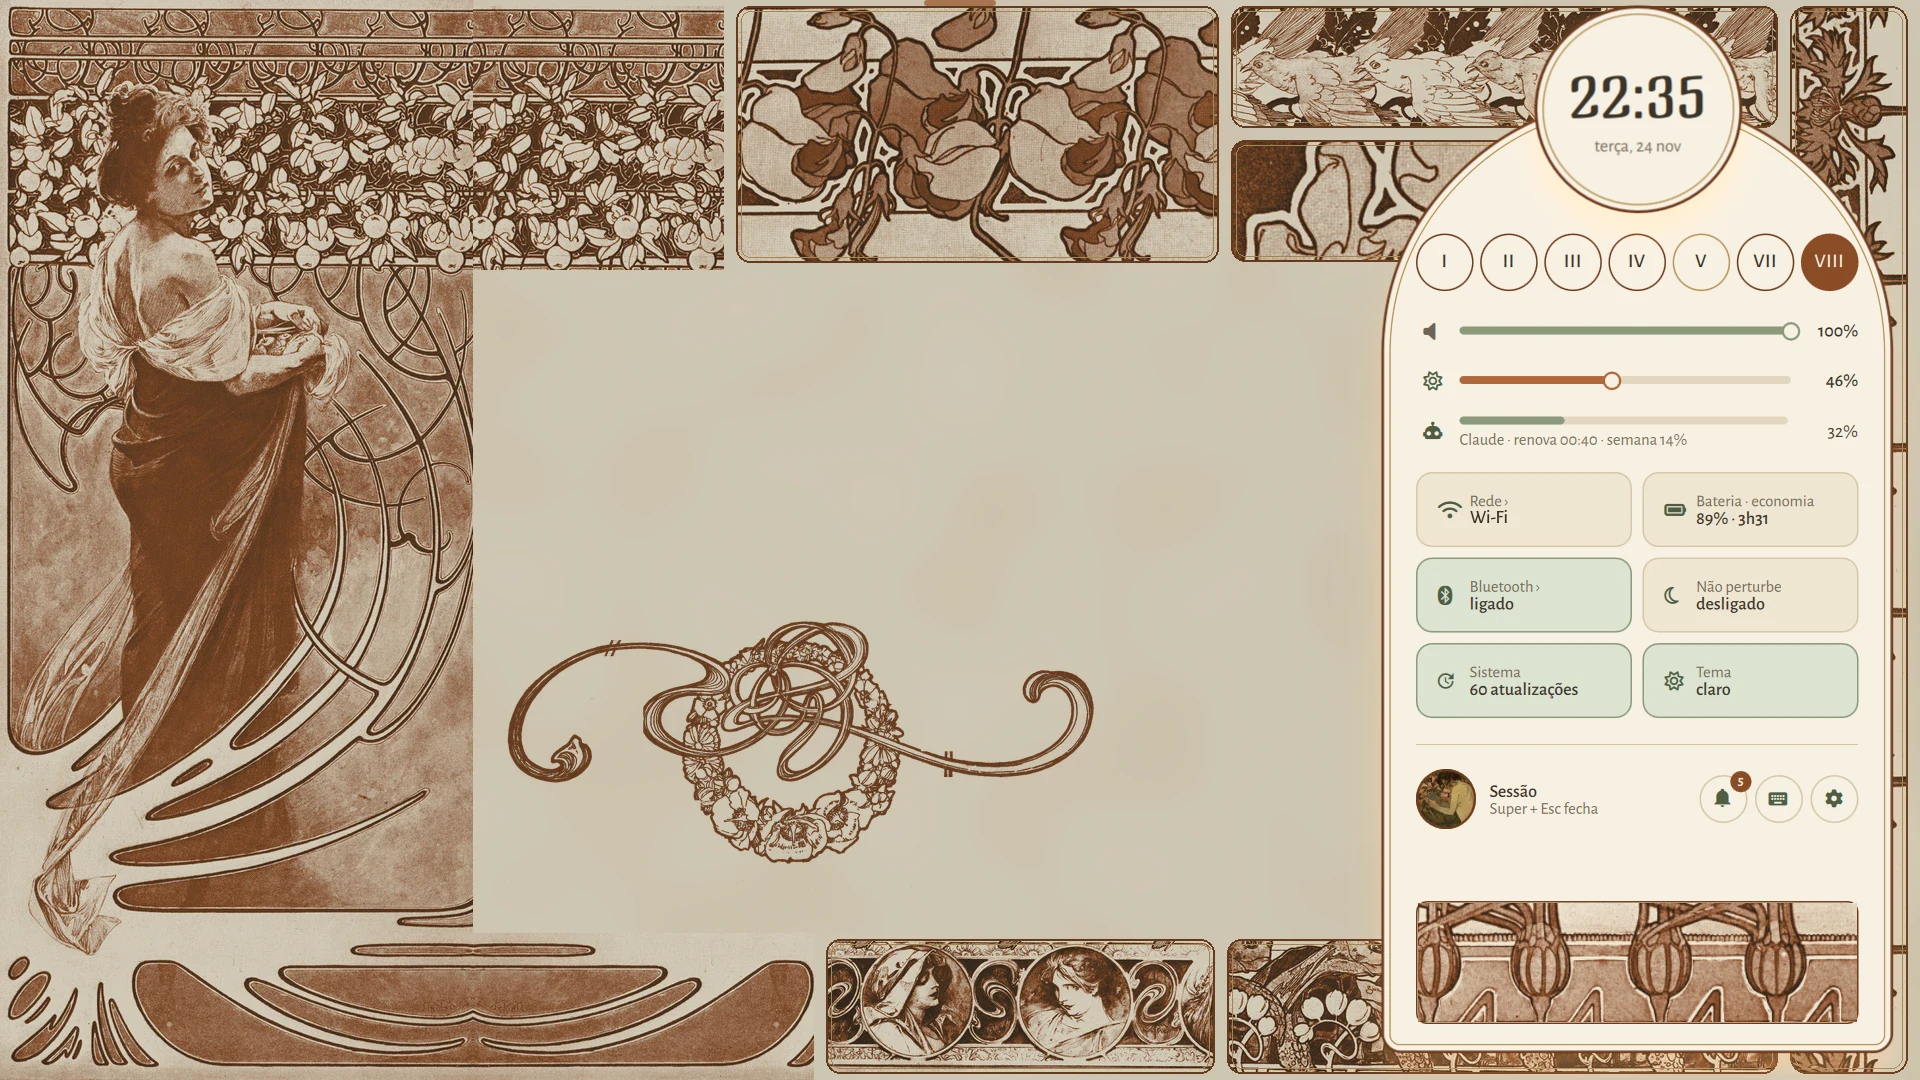 22:35
terça, 24 nov
I II III IV V VII VIII
100%
46%
32%
Claude · renova 00:40 · semana 14%
Rede ›
Wi-Fi
Bateria · economia
89% · 3h31
Bluetooth ›
ligado
Não perturbe
desligado
Sistema
60 atualizações
Tema
claro
Sessão
Super + Esc fecha
5